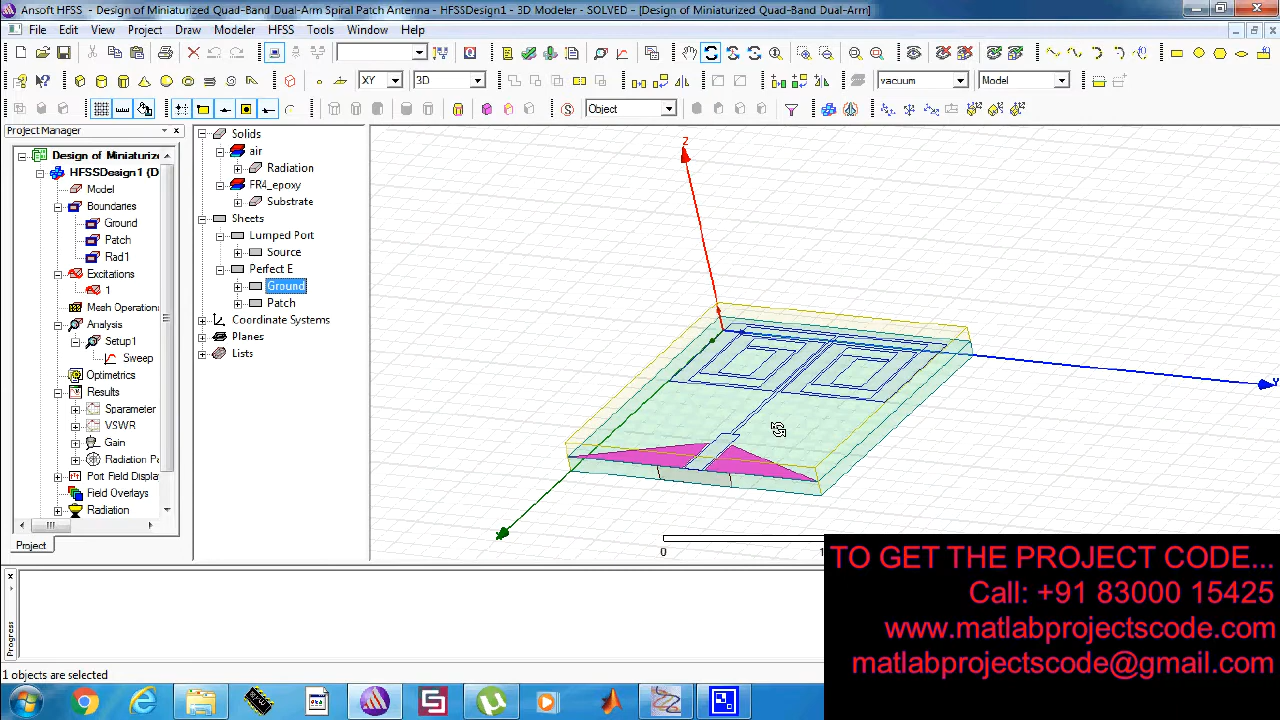 Ansoft HFSS - Design of Miniaturized Quad-Band Dual-Arm Spiral Patch Antenna - HFSSDesign1 - 3D Modeler - SOLVED - [Design of Miniaturized Quad-Band Dual-Arm]
File Edit View Project Draw Modeler HFSS Tools Window Help
XY 3D vacuum Model
Object
Project Manager
Design of Miniaturiz
HFSSDesign1 (D
Model
Boundaries
Ground
Patch
Rad1
Excitations
1
Mesh Operation
Analysis
Setup1
Sweep
Optimetrics
Results
Sparameter
VSWR
Gain
Radiation Pa
Port Field Displa
Field Overlays
Radiation
Project
Solids
air
Radiation
FR4_epoxy
Substrate
Sheets
Lumped Port
Source
Perfect E
Ground
Patch
Coordinate Systems
Planes
Lists
Z
Y
0
1
Progress
1 objects are selected
TO GET THE PROJECT CODE...
Call: +91 83000 15425
www.matlabprojectscode.com
matlabprojectscode@gmail.com